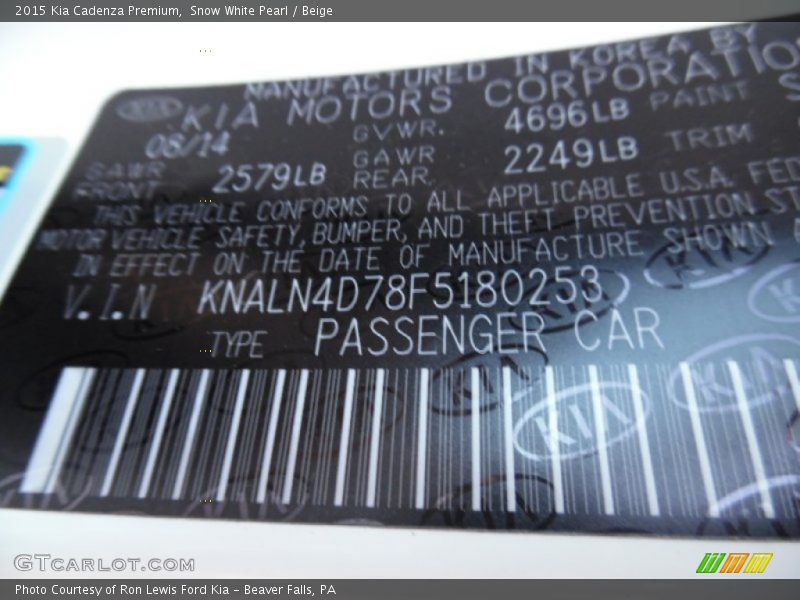 2015 Kia Cadenza Premium, Snow White Pearl / Beige
MANUFACTURED IN KOREA BY
KIA KIA MOTORS CORPORATION
08/14 GVWR. 4696LB PAINT
GAWR FRONT 2579LB GAWR REAR. 2249LB TRIM
THIS VEHICLE CONFORMS TO ALL APPLICABLE U.S.A. FED
MOTOR VEHICLE SAFETY, BUMPER, AND THEFT PREVENTION ST
IN EFFECT ON THE DATE OF MANUFACTURE SHOWN
V.I.N KNALN4D78F5180253
TYPE PASSENGER CAR
KIA
GTCARLOT.COM
Photo Courtesy of Ron Lewis Ford Kia – Beaver Falls, PA